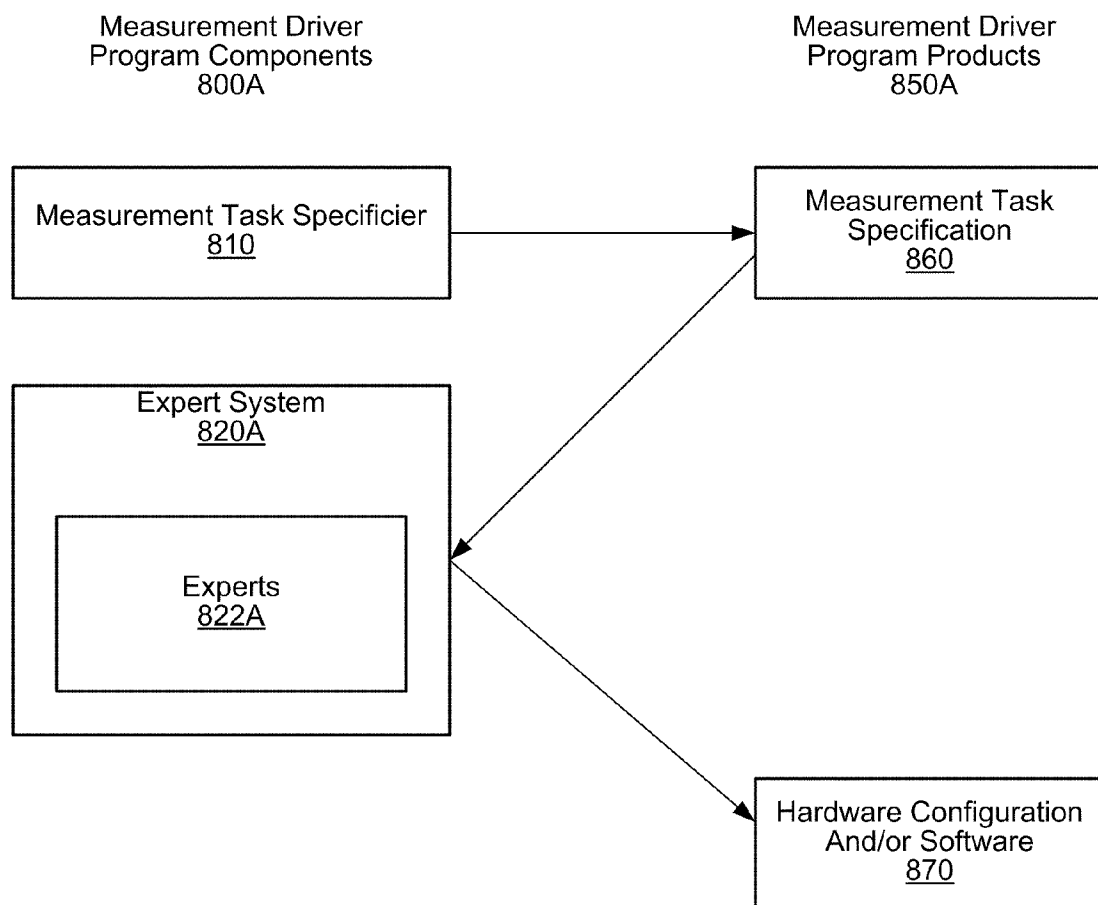 Measurement Driver
Program Components
800A
Measurement Driver
Program Products
850A
Measurement Task Specificier
810
Measurement Task
Specification
860
Expert System
820A
Experts
822A
Hardware Configuration
And/or Software
870